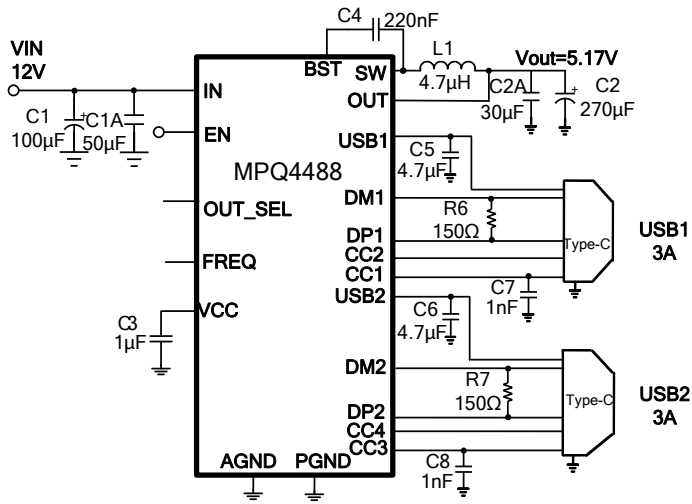 C4
220nF
VIN
12V
BST
SW
L1
4.7μH
Vout=5.17V
IN
OUT
C2A
30μF
C2
270μF
C1
100μF
C1A
50μF
EN
USB1
C5
4.7μF
MPQ4488
DM1
R6
150Ω
OUT_SEL
DP1
CC2
CC1
Type-C
USB1
3A
FREQ
C7
1nF
USB2
VCC
C6
4.7μF
C3
1μF
DM2
R7
150Ω
Type-C
USB2
3A
DP2
CC4
CC3
AGND
PGND
C8
1nF